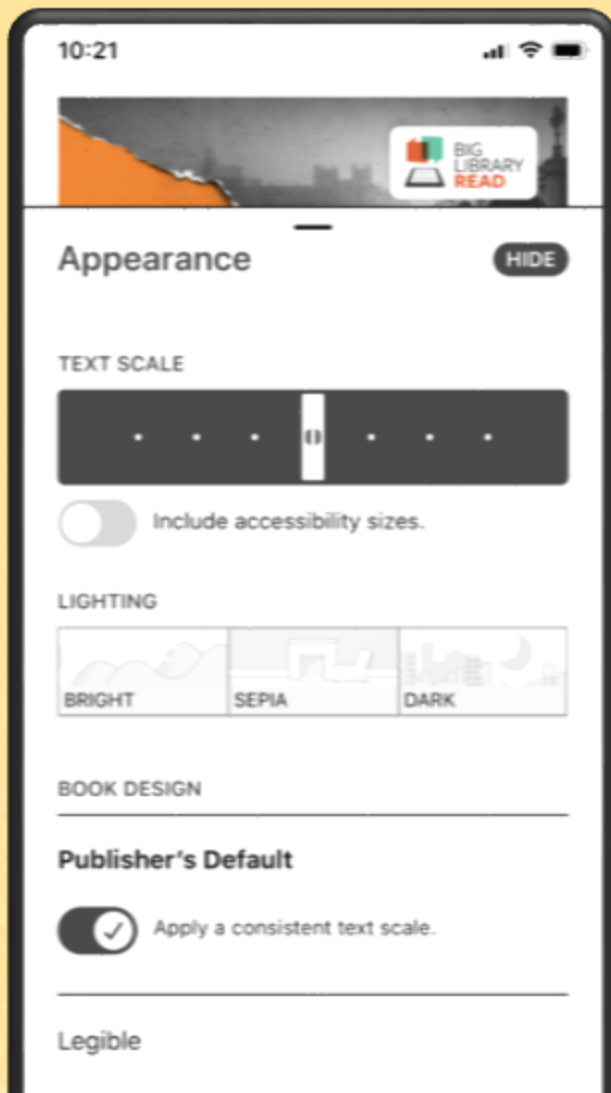 10:21
BIG
LIBRARY
READ
Appearance
HIDE
TEXT SCALE
Include accessibility sizes.
LIGHTING
BRIGHT
SEPIA
DARK
BOOK DESIGN
Publisher's Default
Apply a consistent text scale.
Legible